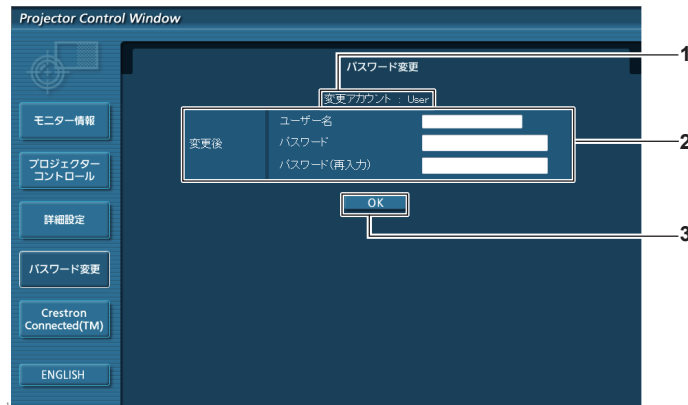 Projector Control Window
パスワード変更
1
変更アカウント : User
変更後
ユーザー名
パスワード
パスワード(再入力)
2
OK
3
モニター情報
プロジェクター
コントロール
詳細設定
パスワード変更
Crestron
Connected(TM)
ENGLISH